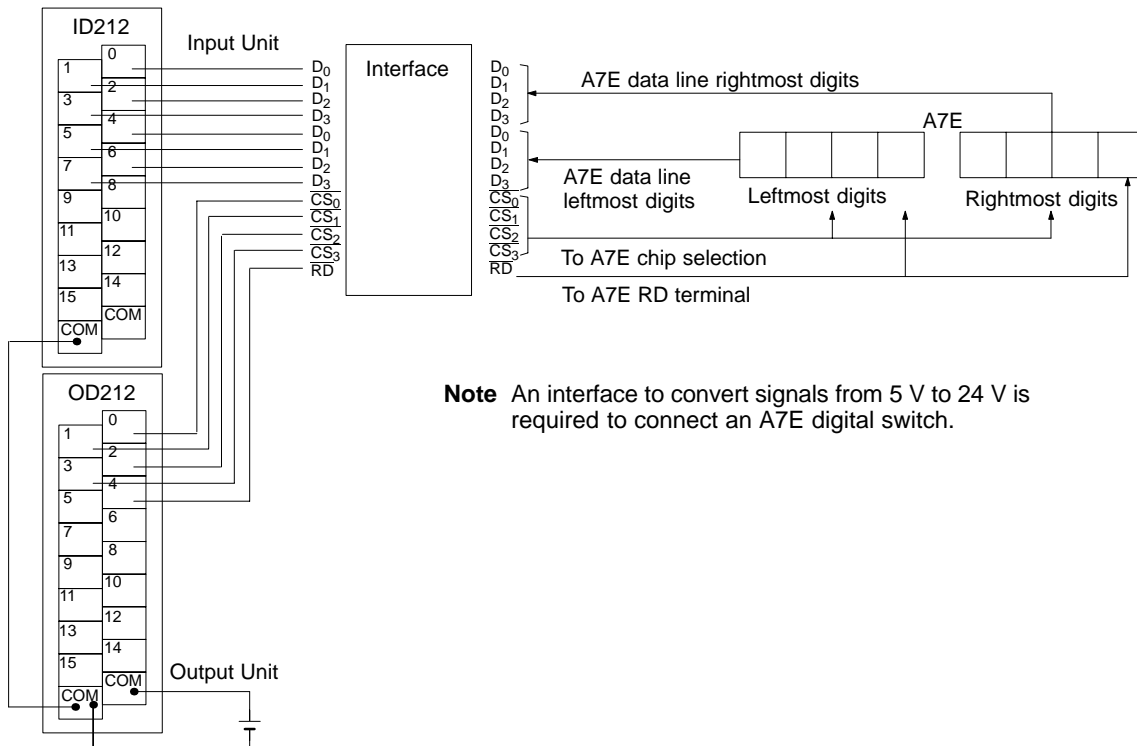 ID212
Input Unit
0
1
2
3
4
5
6
7
8
9
10
11
12
13
14
15
COM
COM
D0
D1
D2
D3
D0
D1
D2
D3
CS0
CS1
CS2
CS3
RD
Interface
D0
D1
D2
D3
D0
D1
D2
D3
CS0
CS1
CS2
CS3
RD
A7E data line rightmost digits
A7E
A7E data line
leftmost digits
Leftmost digits
Rightmost digits
To A7E chip selection
To A7E RD terminal
Note An interface to convert signals from 5 V to 24 V is
required to connect an A7E digital switch.
OD212
0
1
2
3
4
5
6
7
8
9
10
11
12
13
14
15
COM
COM
Output Unit